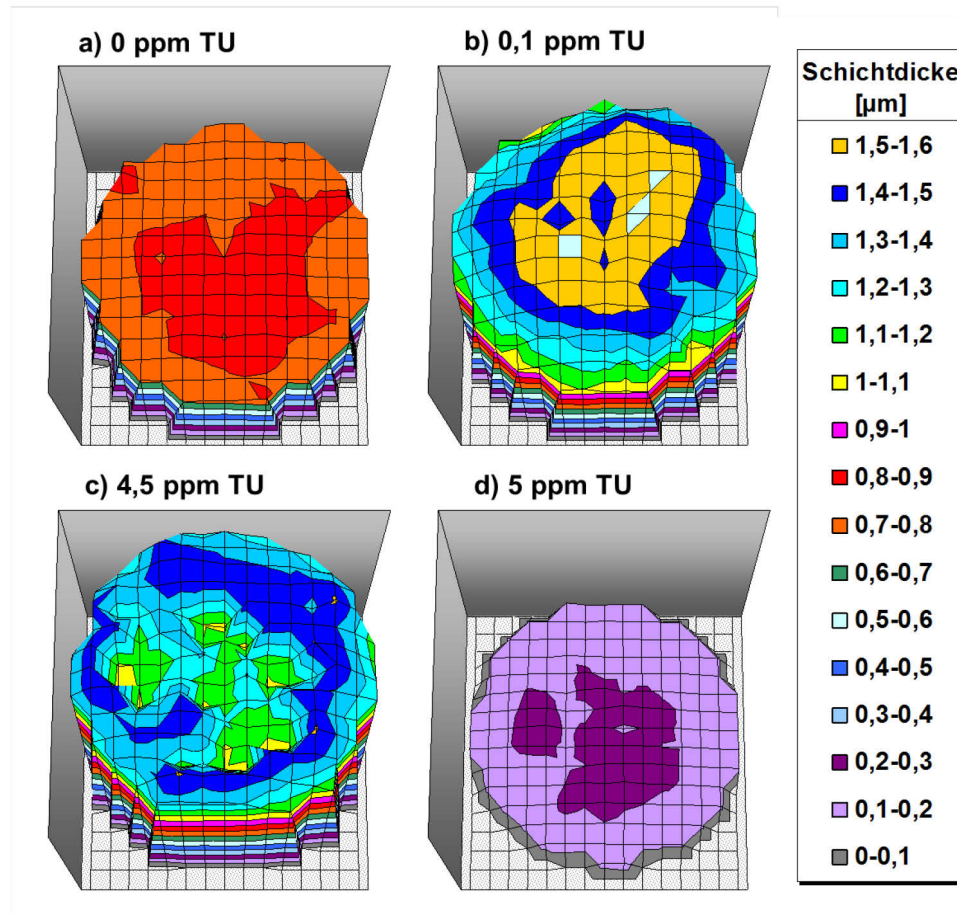 a) 0 ppm TU
b) 0,1 ppm TU
c) 4,5 ppm TU
d) 5 ppm TU
Schichtdicke
[µm]
1,5-1,6
1,4-1,5
1,3-1,4
1,2-1,3
1,1-1,2
1-1,1
0,9-1
0,8-0,9
0,7-0,8
0,6-0,7
0,5-0,6
0,4-0,5
0,3-0,4
0,2-0,3
0,1-0,2
0-0,1